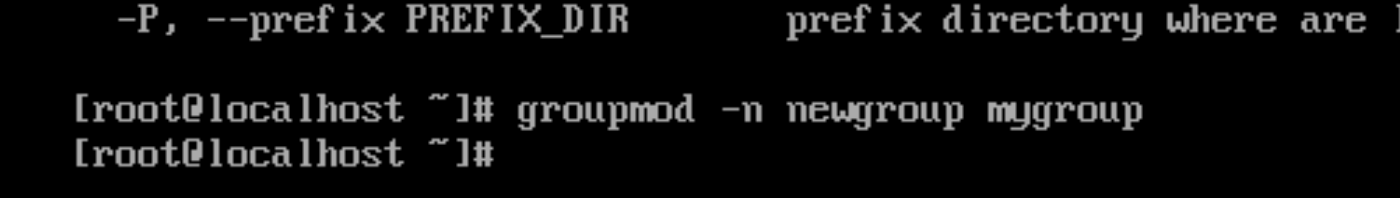 -P, --prefix PREFIX_DIR prefix directory where are
[root@localhost ~]# groupmod -n newgroup mygroup
[root@localhost ~]#